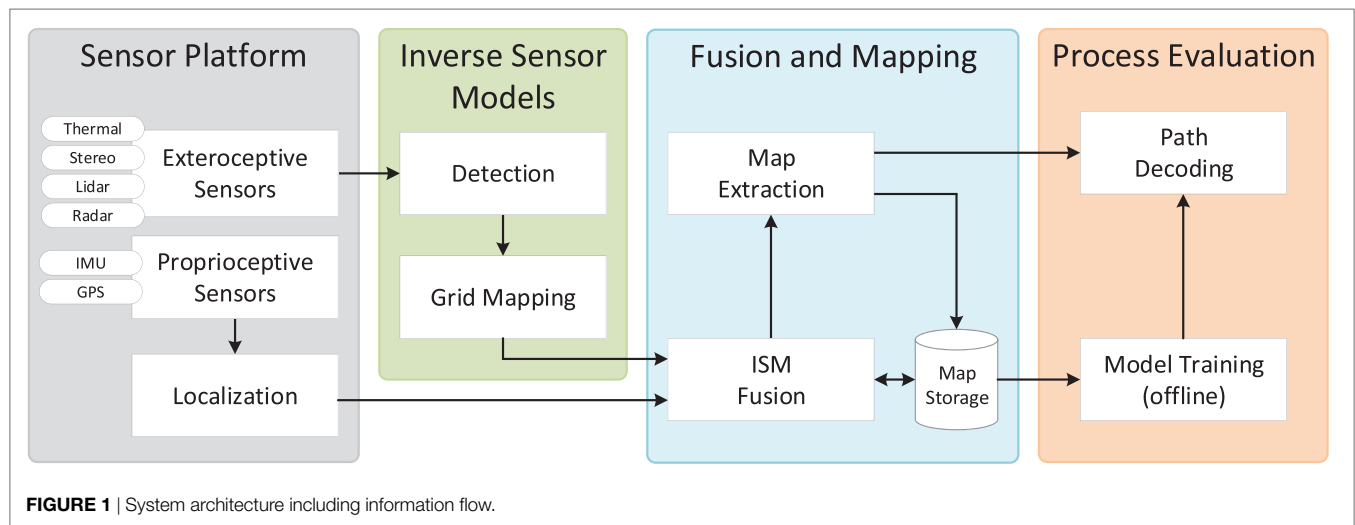 Sensor Platform
Thermal
Stereo
Lidar
Radar
Exteroceptive
Sensors
IMU
GPS
Proprioceptive
Sensors
Localization
Inverse Sensor
Models
Detection
Grid Mapping
Fusion and Mapping
Map
Extraction
ISM
Fusion
Map
Storage
Process Evaluation
Path
Decoding
Model Training
(offline)
FIGURE 1 | System architecture including information flow.